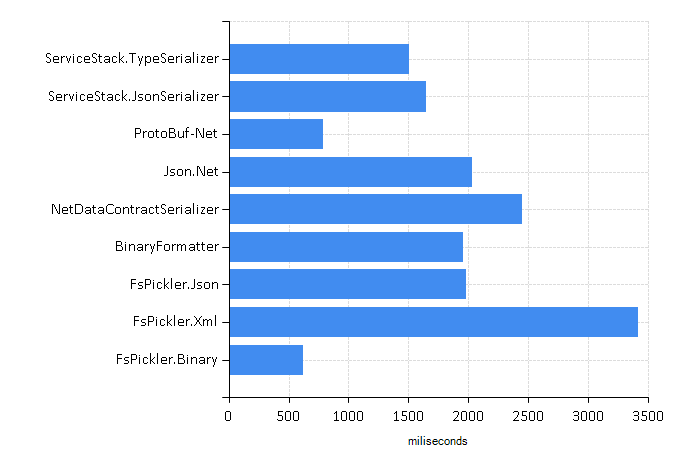 ServiceStack.TypeSerializer
ServiceStack.JsonSerializer
ProtoBuf-Net
Json.Net
NetDataContractSerializer
BinaryFormatter
FsPickler.Json
FsPickler.Xml
FsPickler.Binary
0 500 1000 1500 2000 2500 3000 3500
miliseconds